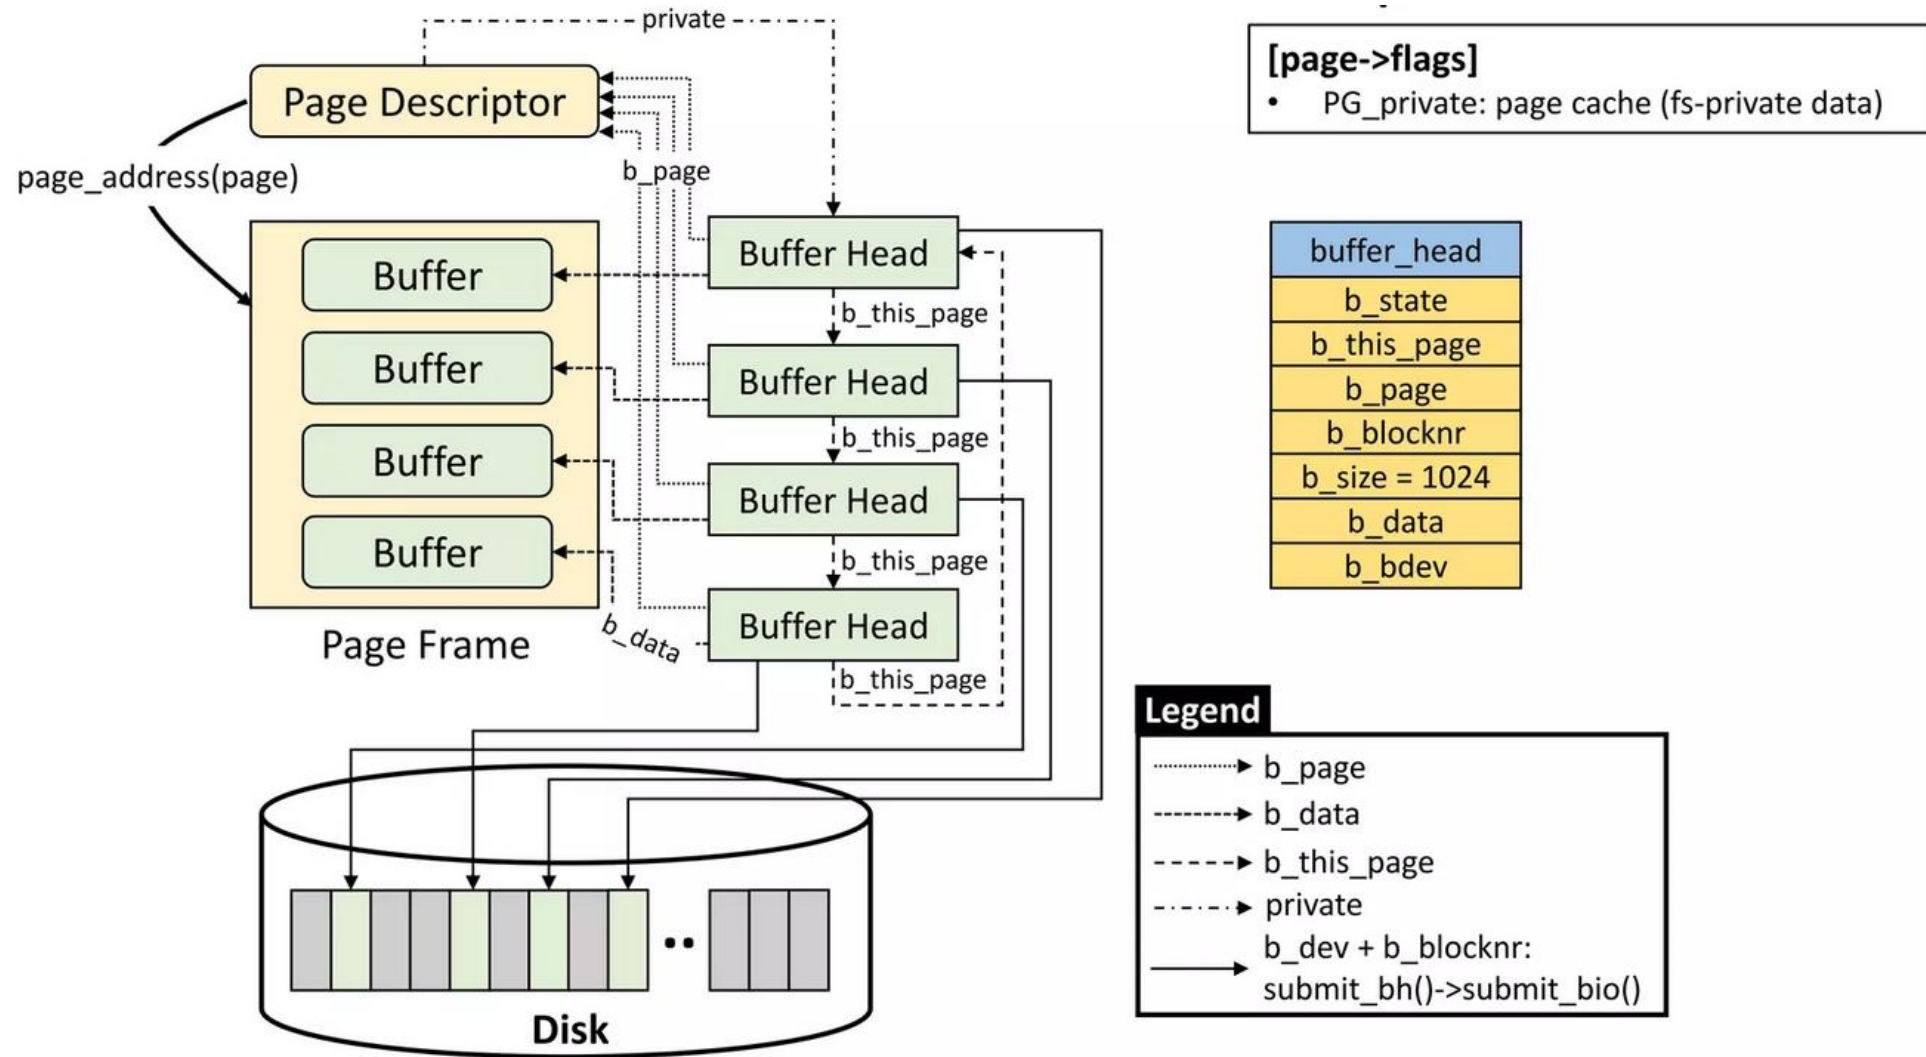 private
[page->flags]
• PG_private: page cache (fs-private data)
Page Descriptor
b_page
page_address(page)
Buffer
Buffer
Buffer
Buffer
Page Frame
Buffer Head
b_this_page
Buffer Head
b_this_page
Buffer Head
b_this_page
Buffer Head
b_data
b_this_page
buffer_head
b_state
b_this_page
b_page
b_blocknr
b_size = 1024
b_data
b_bdev
Legend
b_page
b_data
b_this_page
private
b_dev + b_blocknr:
submit_bh()->submit_bio()
Disk